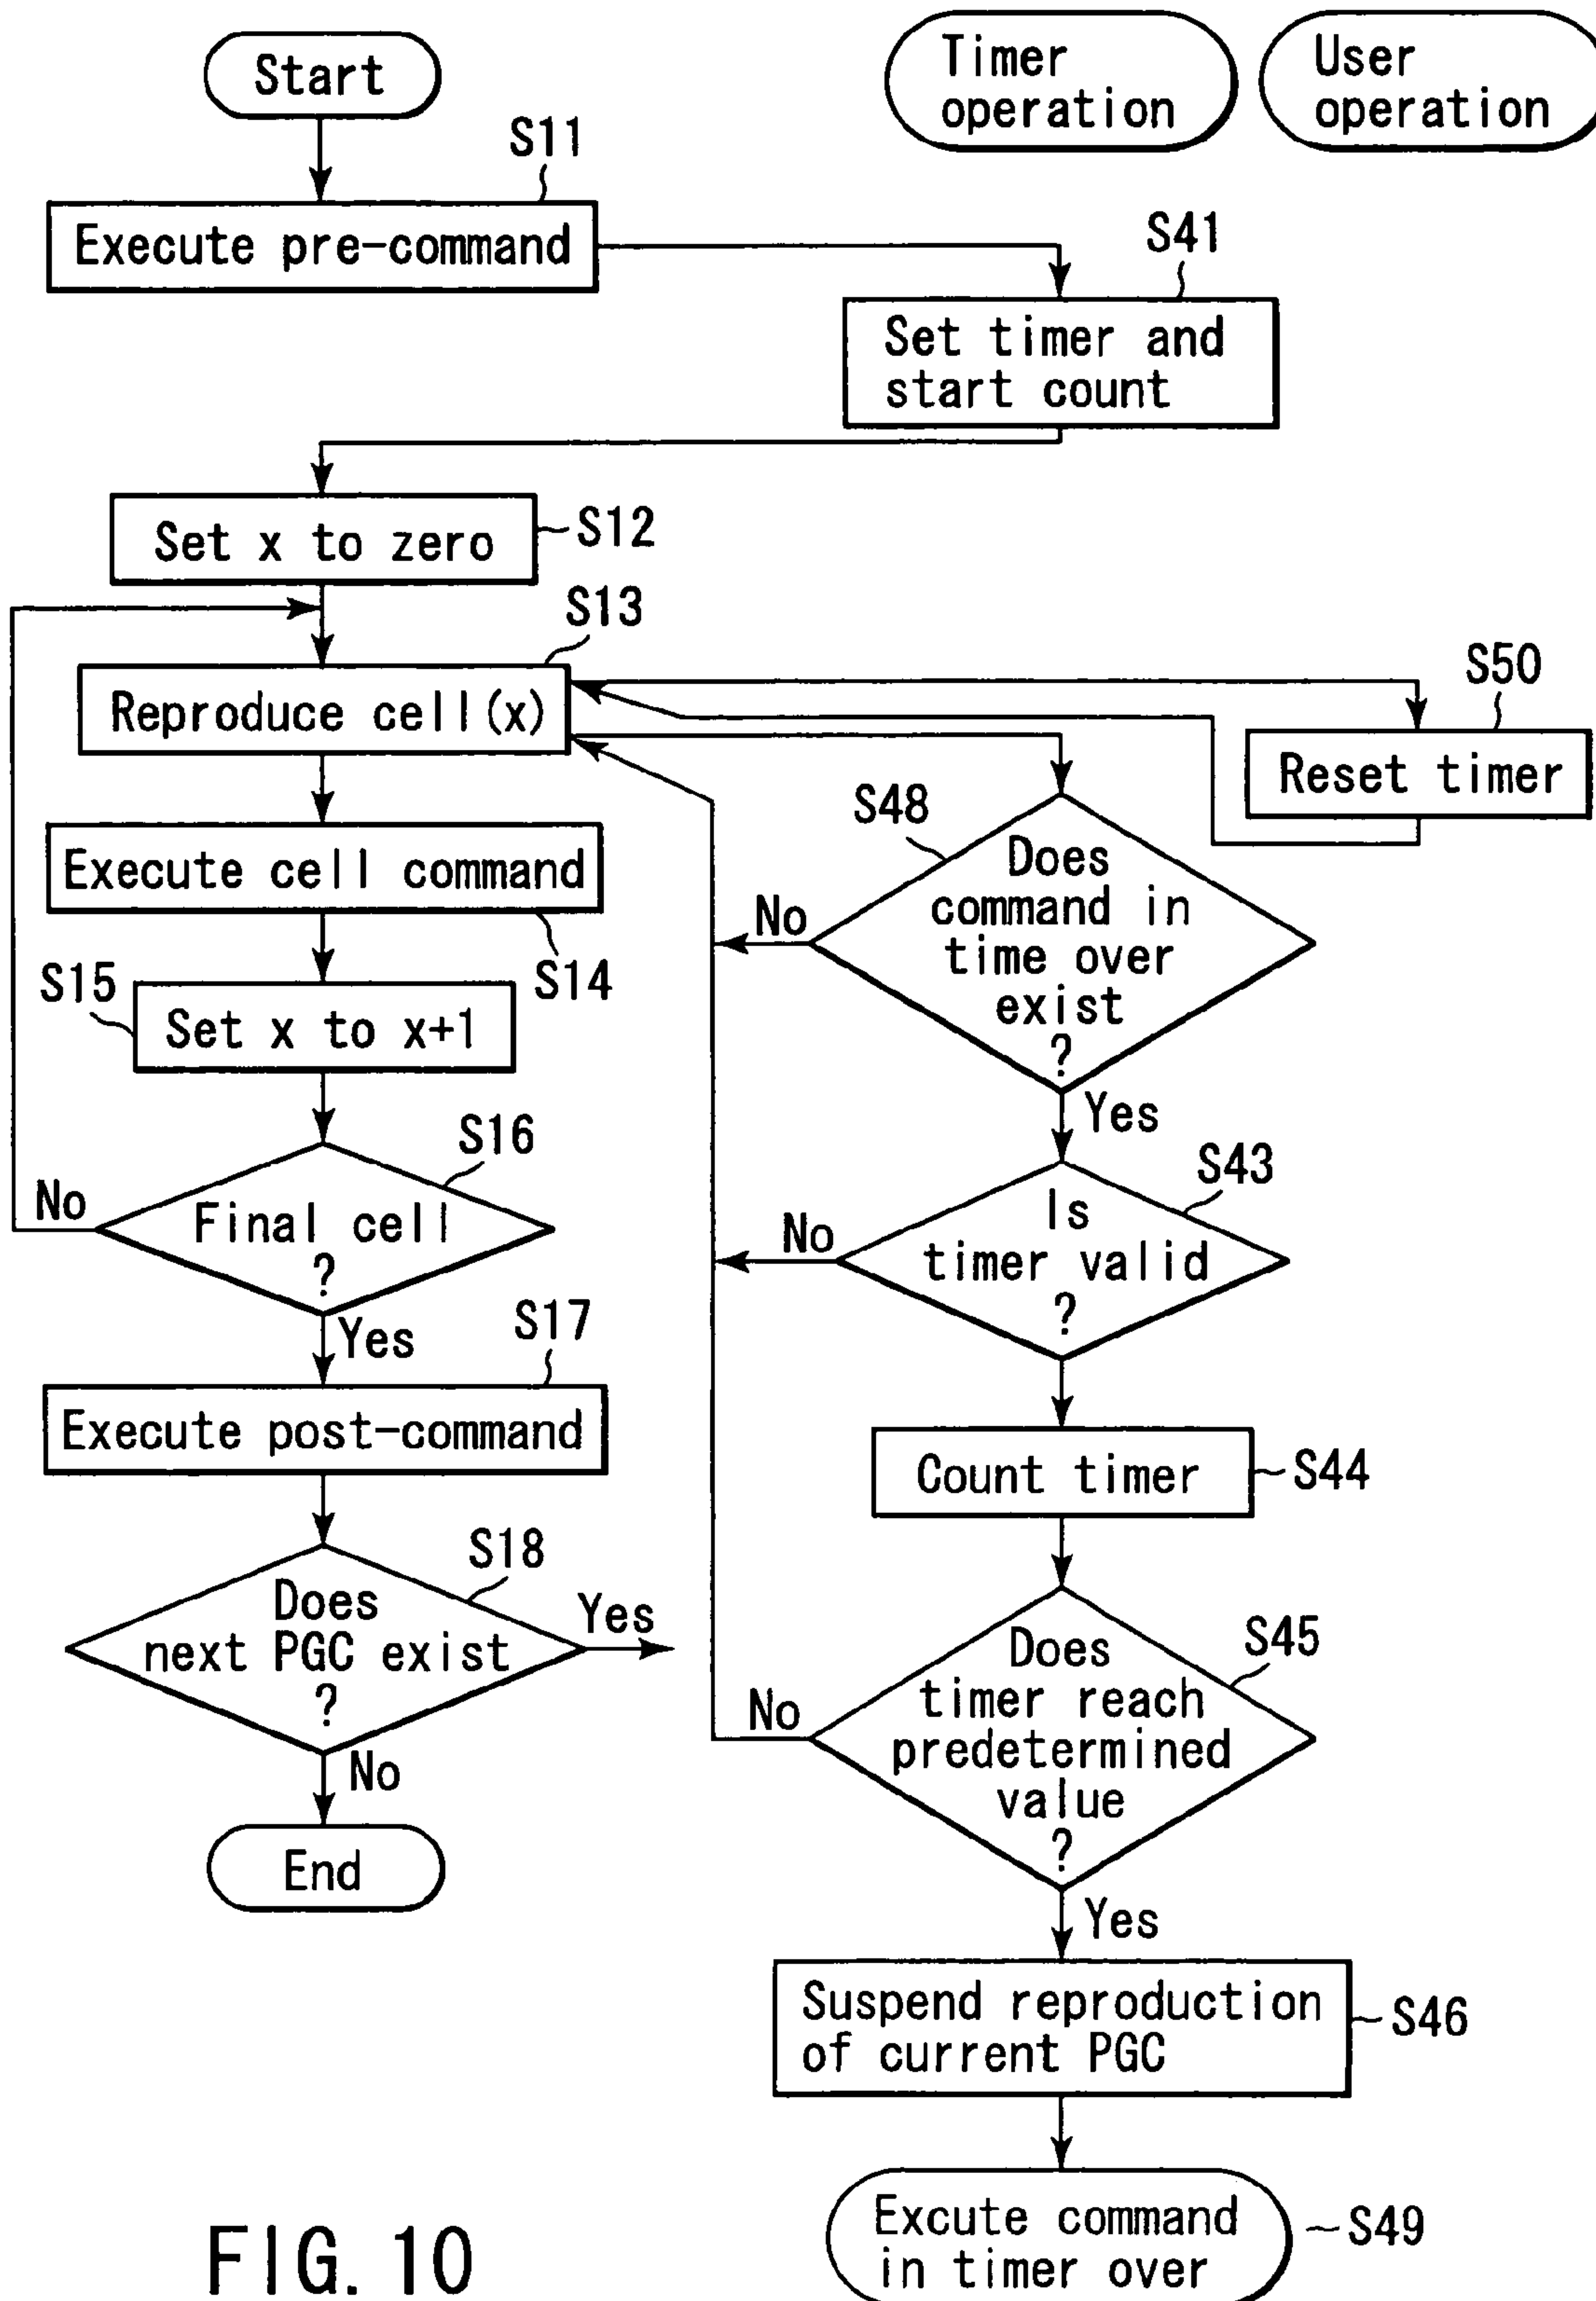 Start
Timer
operation
User
operation
S11
Execute pre-command
S41
Set timer and
start count
Set x to zero
S12
S13
Reproduce cell(x)
S50
Reset timer
S48
Does
command in
time over
exist
?
No
Yes
Execute cell command
S14
S15
Set x to x+1
S16
Final cell
?
No
Yes
S43
Is
timer valid
?
No
S17
Execute post-command
Count timer
S44
S18
Does
next PGC exist
?
Yes
No
End
S45
Does
timer reach
predetermined
value
?
No
Yes
Suspend reproduction
of current PGC
S46
Excute command
in timer over
S49
FIG. 10